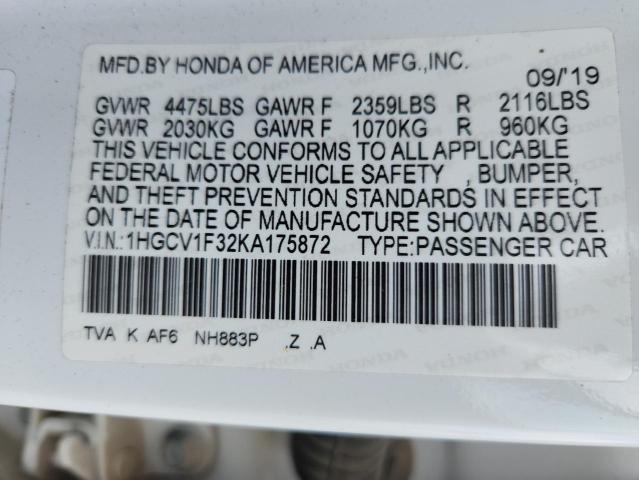 MFD.BY HONDA OF AMERICA MFG.,INC.
09/'19
GVWR 4475LBS GAWR F 2359LBS R 2116LBS
GVWR 2030KG GAWR F 1070KG R 960KG
THIS VEHICLE CONFORMS TO ALL APPLICABLE
FEDERAL MOTOR VEHICLE SAFETY , BUMPER,
AND THEFT PREVENTION STANDARDS IN EFFECT
ON THE DATE OF MANUFACTURE SHOWN ABOVE.
V.I.N.:1HGCV1F32KA175872 TYPE:PASSENGER CAR
TVA K AF6 NH883P .Z .A